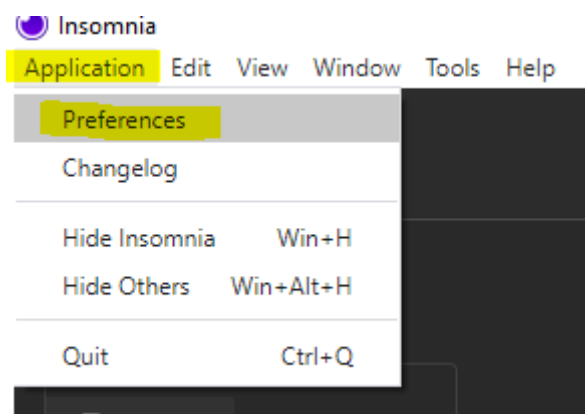 Insomnia
Application Edit View Window Tools Help
Preferences
Changelog
Hide Insomnia Win+H
Hide Others Win+Alt+H
Quit Ctrl+Q